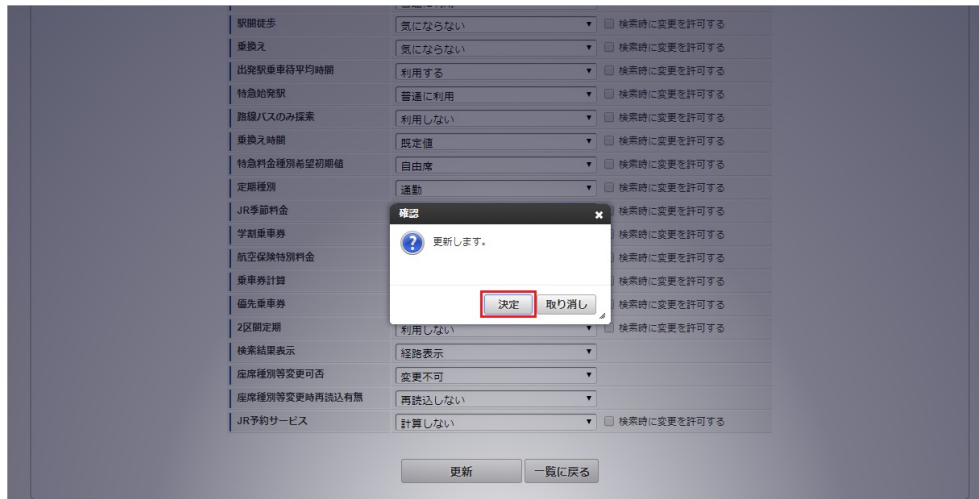 駅間徒歩 気にならない 検索時に変更を許可する
乗換え 気にならない 検索時に変更を許可する
出発駅乗車待平均時間 利用する 検索時に変更を許可する
特急始発駅 普通に利用 検索時に変更を許可する
路線バスのみ探索 利用しない 検索時に変更を許可する
乗換え時間 既定値 検索時に変更を許可する
特急料金種別希望初期値 自由席 検索時に変更を許可する
定期種別 通勤 検索時に変更を許可する
JR季節料金 検索時に変更を許可する
学割乗車券 検索時に変更を許可する
航空保険特別料金 検索時に変更を許可する
乗車券計算 検索時に変更を許可する
優先乗車券 検索時に変更を許可する
2区間定期 利用しない 検索時に変更を許可する
検索結果表示 経路表示
座席種別等変更可否 変更不可
座席種別等変更時再読込有無 再読込しない
JR予約サービス 計算しない 検索時に変更を許可する
更新 一覧に戻る
確認
更新します。
決定 取り消し